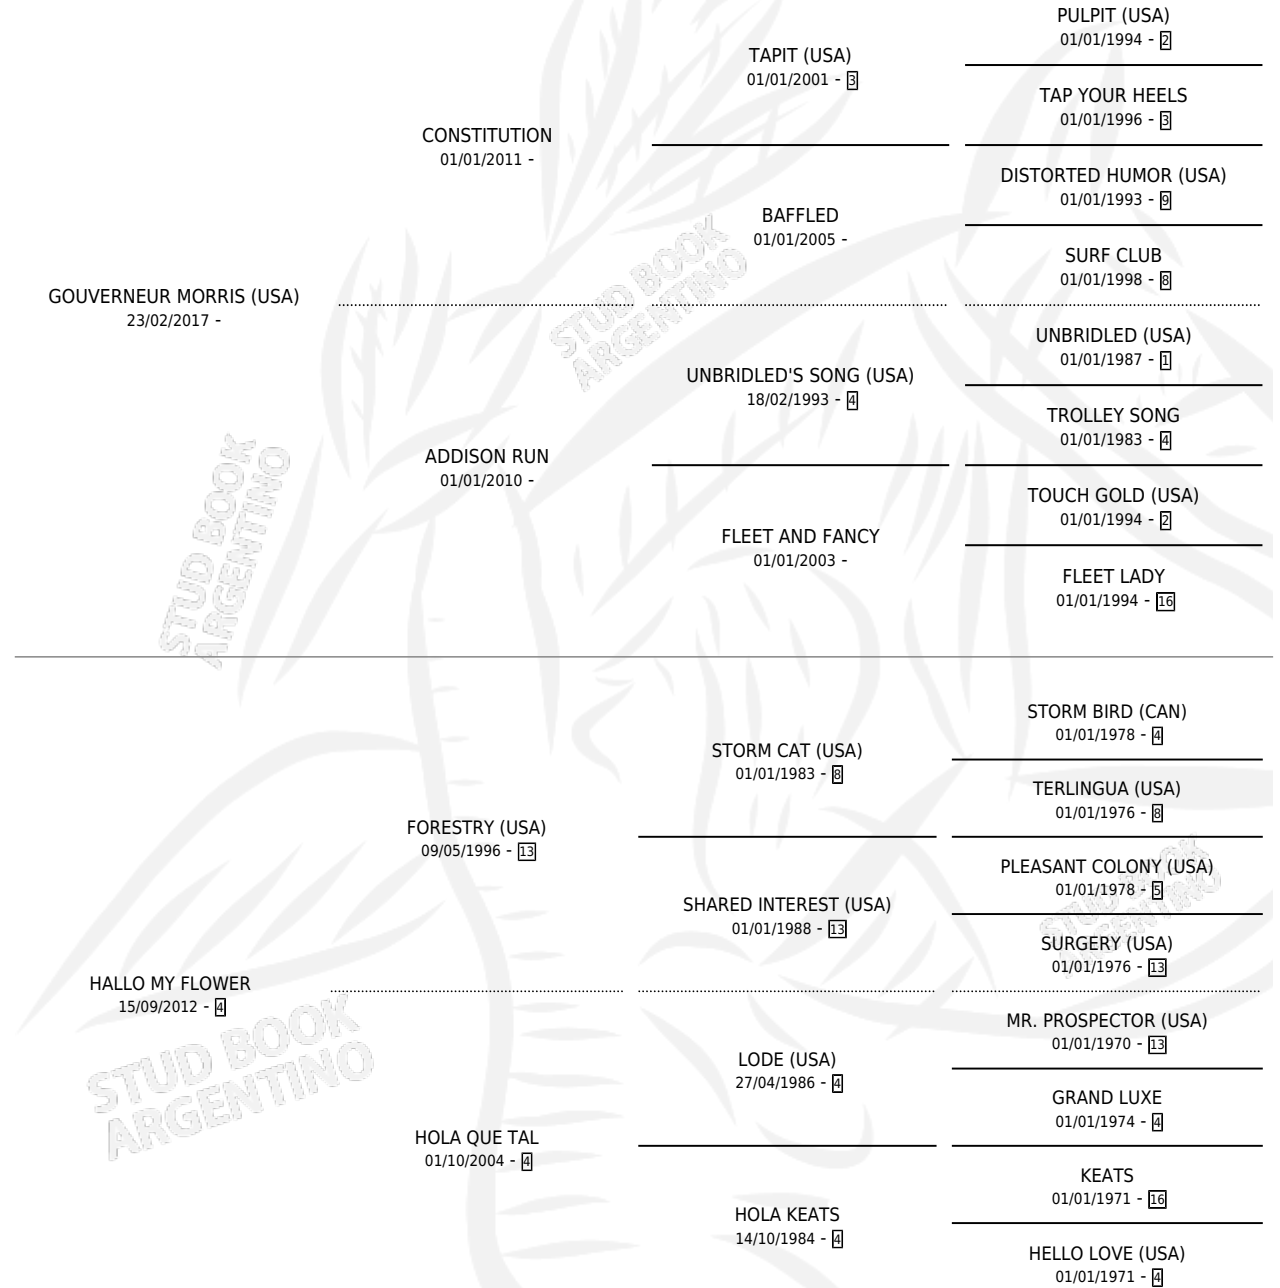 PULPIT (USA)
01/01/1994 - 2
TAPIT (USA)
01/01/2001 - 3
TAP YOUR HEELS
01/01/1996 - 3
CONSTITUTION
01/01/2011 -
DISTORTED HUMOR (USA)
01/01/1993 - 9
BAFFLED
01/01/2005 -
SURF CLUB
01/01/1998 - 8
GOUVERNEUR MORRIS (USA)
23/02/2017 -
UNBRIDLED (USA)
01/01/1987 - 1
UNBRIDLED'S SONG (USA)
18/02/1993 - 4
TROLLEY SONG
01/01/1983 - 4
ADDISON RUN
01/01/2010 -
TOUCH GOLD (USA)
01/01/1994 - 2
FLEET AND FANCY
01/01/2003 -
FLEET LADY
01/01/1994 - 16
STORM BIRD (CAN)
01/01/1978 - 4
STORM CAT (USA)
01/01/1983 - 8
TERLINGUA (USA)
01/01/1976 - 8
FORESTRY (USA)
09/05/1996 - 13
PLEASANT COLONY (USA)
01/01/1978 - 5
SHARED INTEREST (USA)
01/01/1988 - 13
SURGERY (USA)
01/01/1976 - 13
HALLO MY FLOWER
15/09/2012 - 4
MR. PROSPECTOR (USA)
01/01/1970 - 13
LODE (USA)
27/04/1986 - 4
GRAND LUXE
01/01/1974 - 4
HOLA QUE TAL
01/10/2004 - 4
KEATS
01/01/1971 - 16
HOLA KEATS
14/10/1984 - 4
HELLO LOVE (USA)
01/01/1971 - 4
STUD BOOK
ARGENTINO
STUD BOOK
ARGENTINO
STUD BOOK
ARGENTINO
STUD BOOK
ARGENTINO